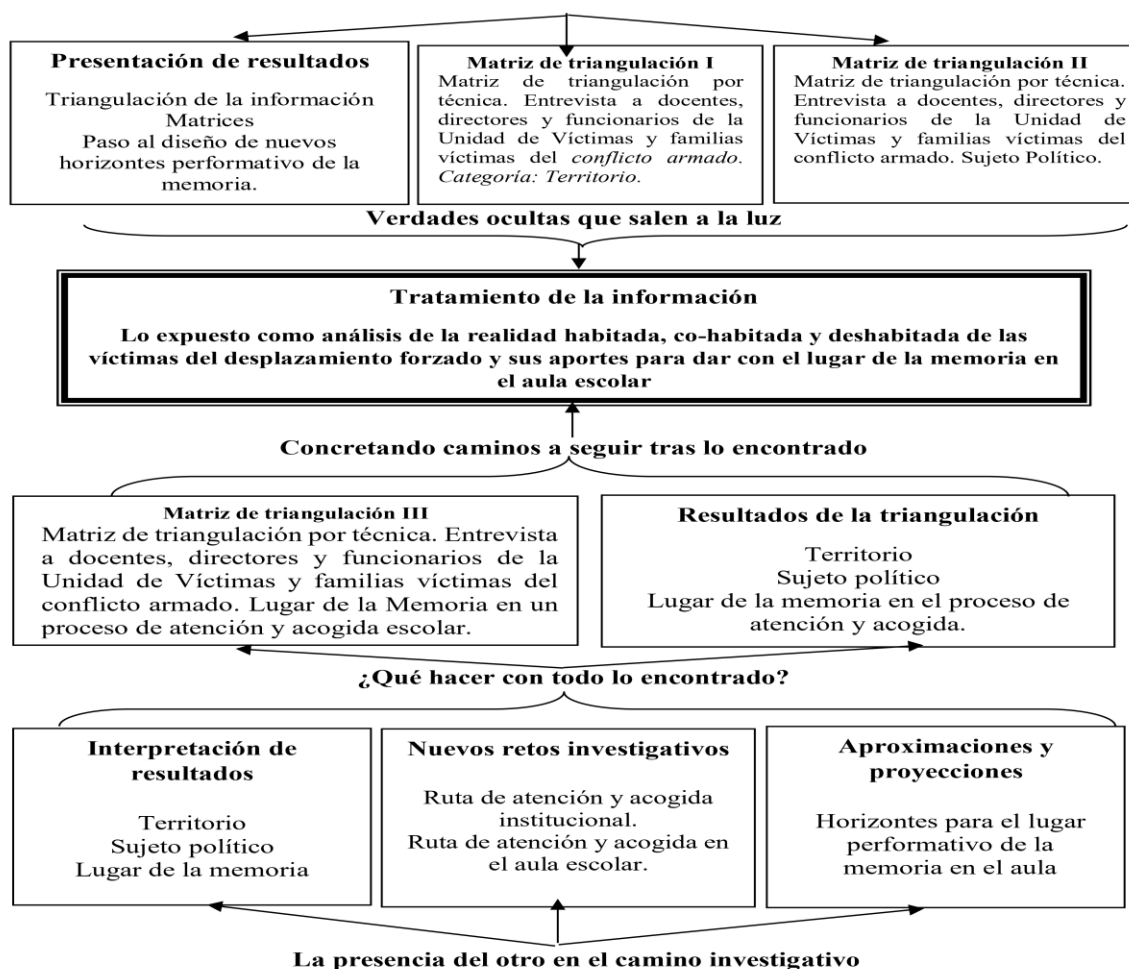 Presentación de resultados
Triangulación de la información
Matrices
Paso al diseño de nuevos
horizontes performativo de la
memoria.
Matriz de triangulación I
Matriz de triangulación por
técnica. Entrevista a docentes,
directores y funcionarios de la
Unidad de Víctimas y familias
víctimas del conflicto armado.
Categoría: Territorio.
Matriz de triangulación II
Matriz de triangulación por técnica.
Entrevista a docentes, directores y
funcionarios de la Unidad de
Víctimas y familias víctimas del
conflicto armado. Sujeto Político.
Verdades ocultas que salen a la luz
Tratamiento de la información
Lo expuesto como análisis de la realidad habitada, co-habitada y deshabitada de las
víctimas del desplazamiento forzado y sus aportes para dar con el lugar de la memoria en
el aula escolar
Concretando caminos a seguir tras lo encontrado
Matriz de triangulación III
Matriz de triangulación por técnica. Entrevista
a docentes, directores y funcionarios de la
Unidad de Víctimas y familias víctimas del
conflicto armado. Lugar de la Memoria en un
proceso de atención y acogida escolar.
Resultados de la triangulación
Territorio
Sujeto político
Lugar de la memoria en el proceso de
atención y acogida.
¿Qué hacer con todo lo encontrado?
Interpretación de
resultados
Territorio
Sujeto político
Lugar de la memoria
Nuevos retos investigativos
Ruta de atención y acogida
institucional.
Ruta de atención y acogida en
el aula escolar.
Aproximaciones y
proyecciones
Horizontes para el lugar
performativo de la
memoria en el aula
La presencia del otro en el camino investigativo